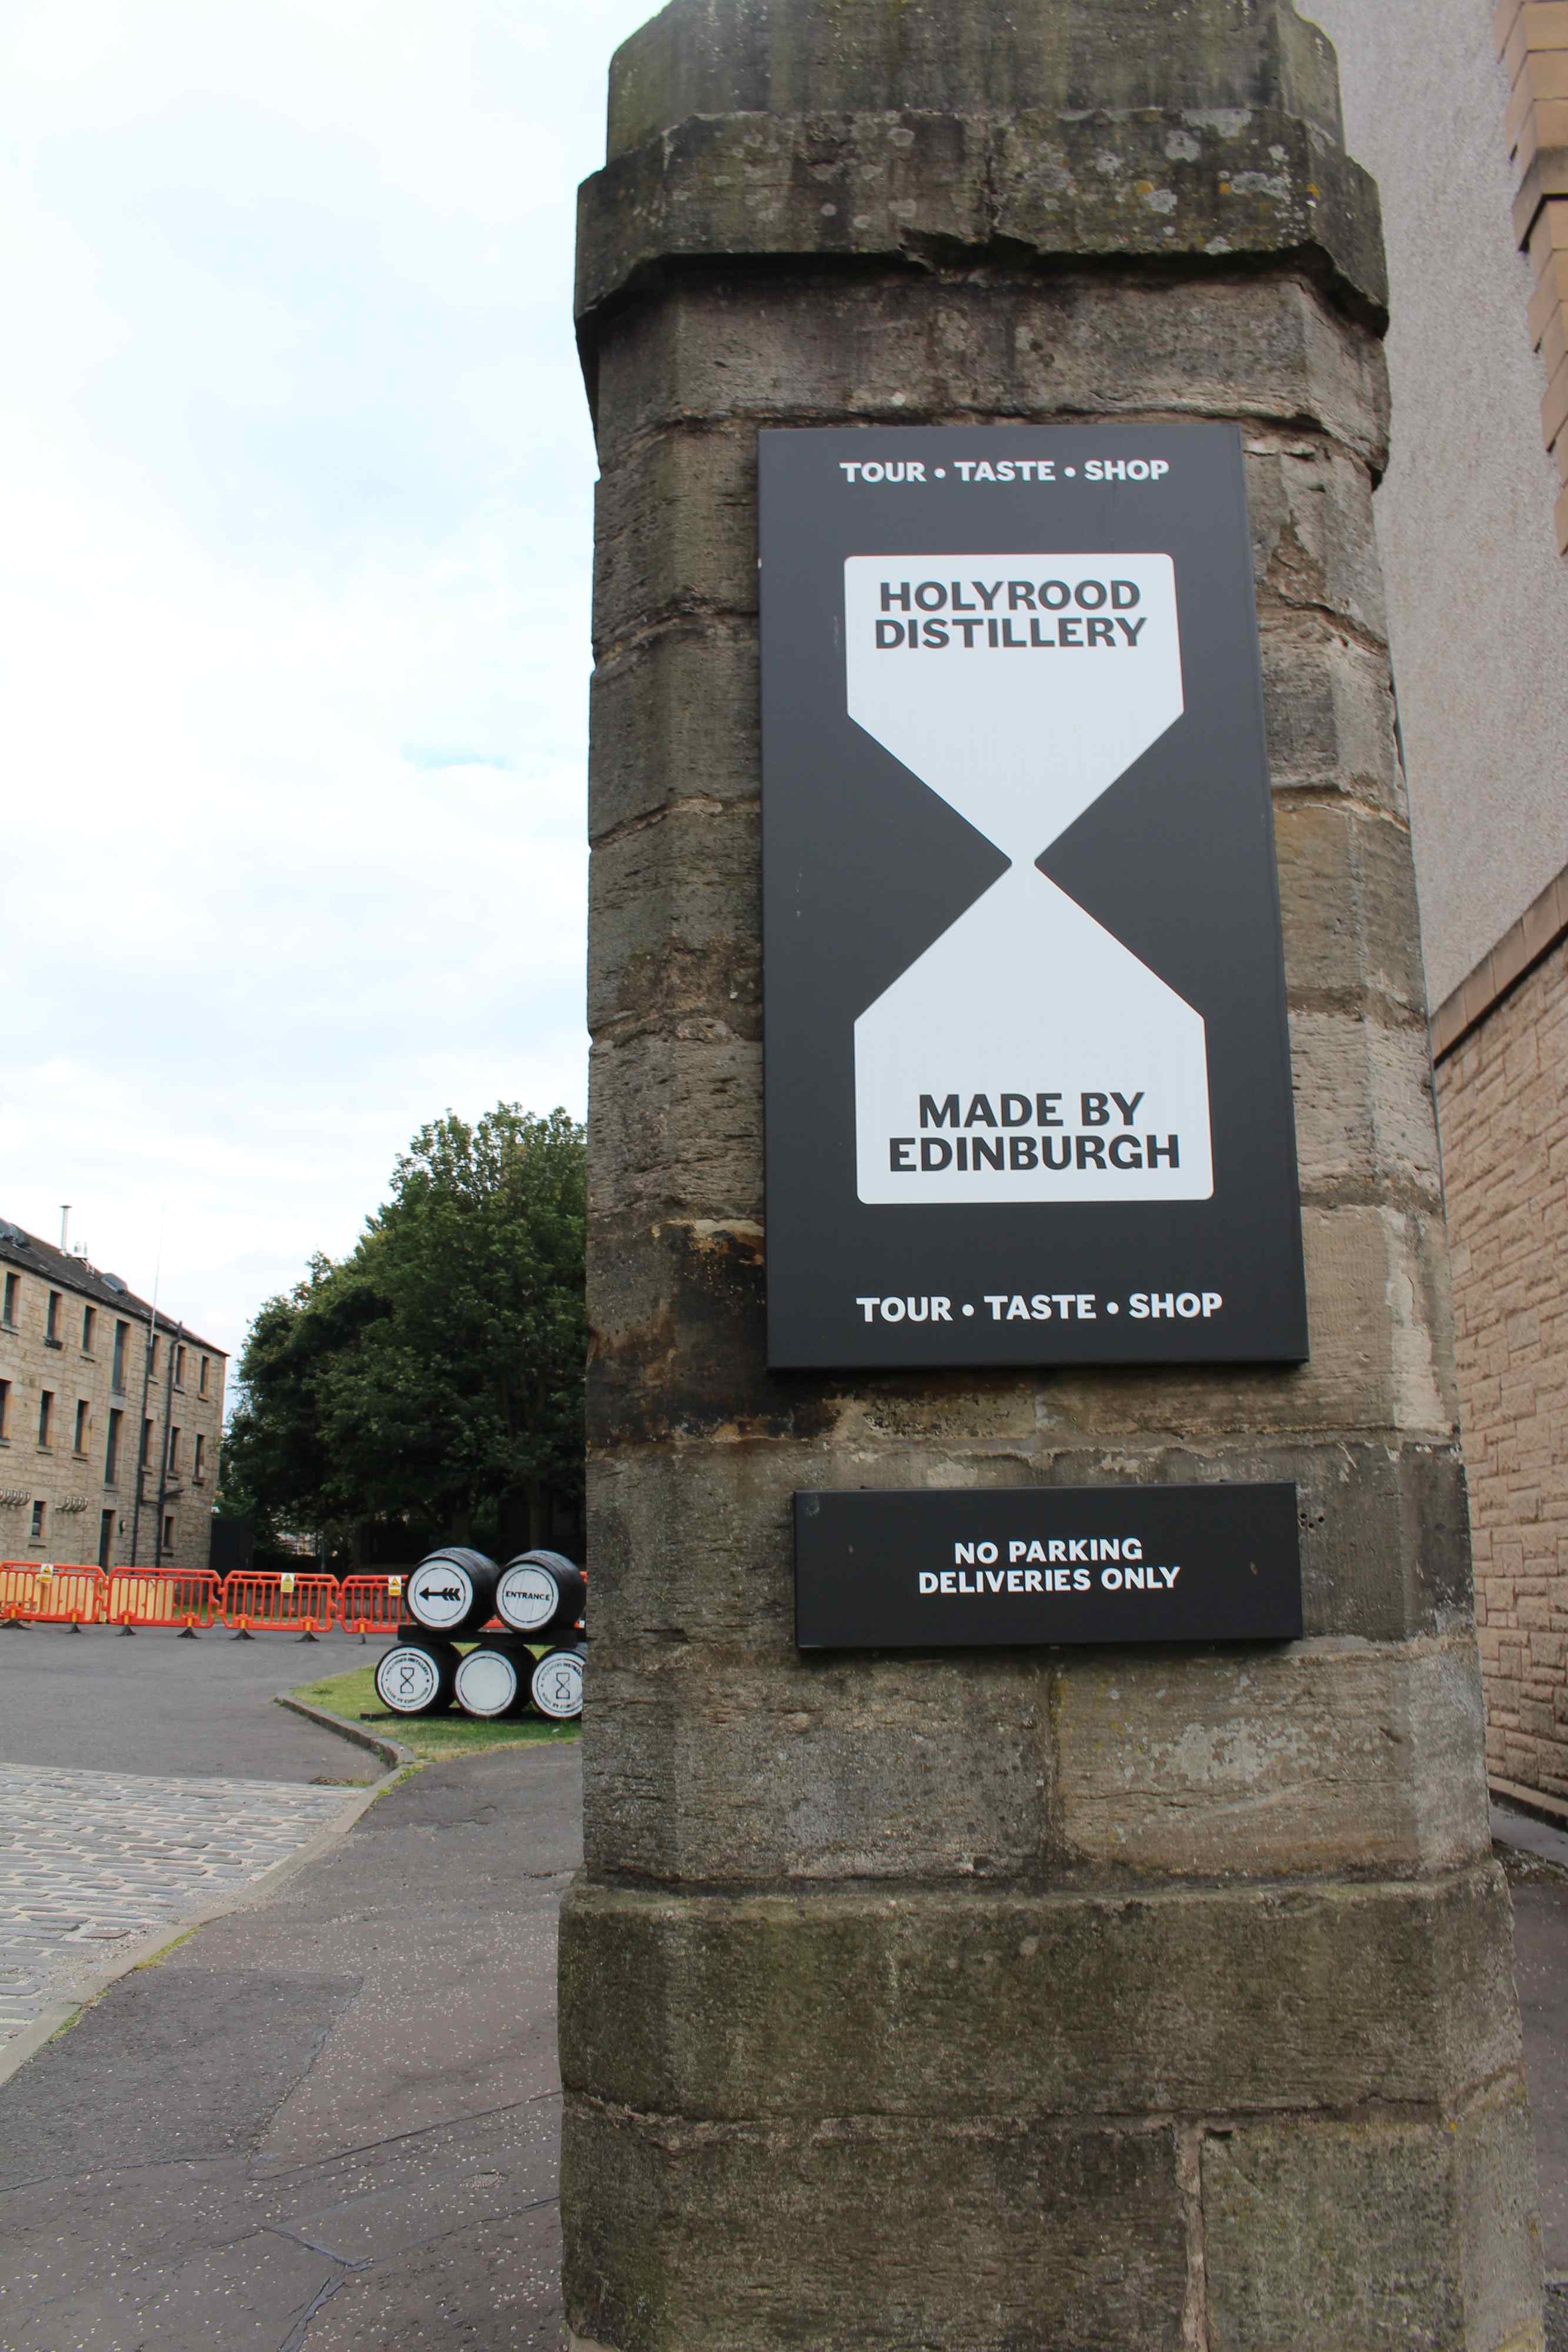 TOUR • TASTE • SHOP
HOLYROOD
DISTILLERY
MADE BY
EDINBURGH
TOUR • TASTE • SHOP
NO PARKING
DELIVERIES ONLY
ENTRANCE